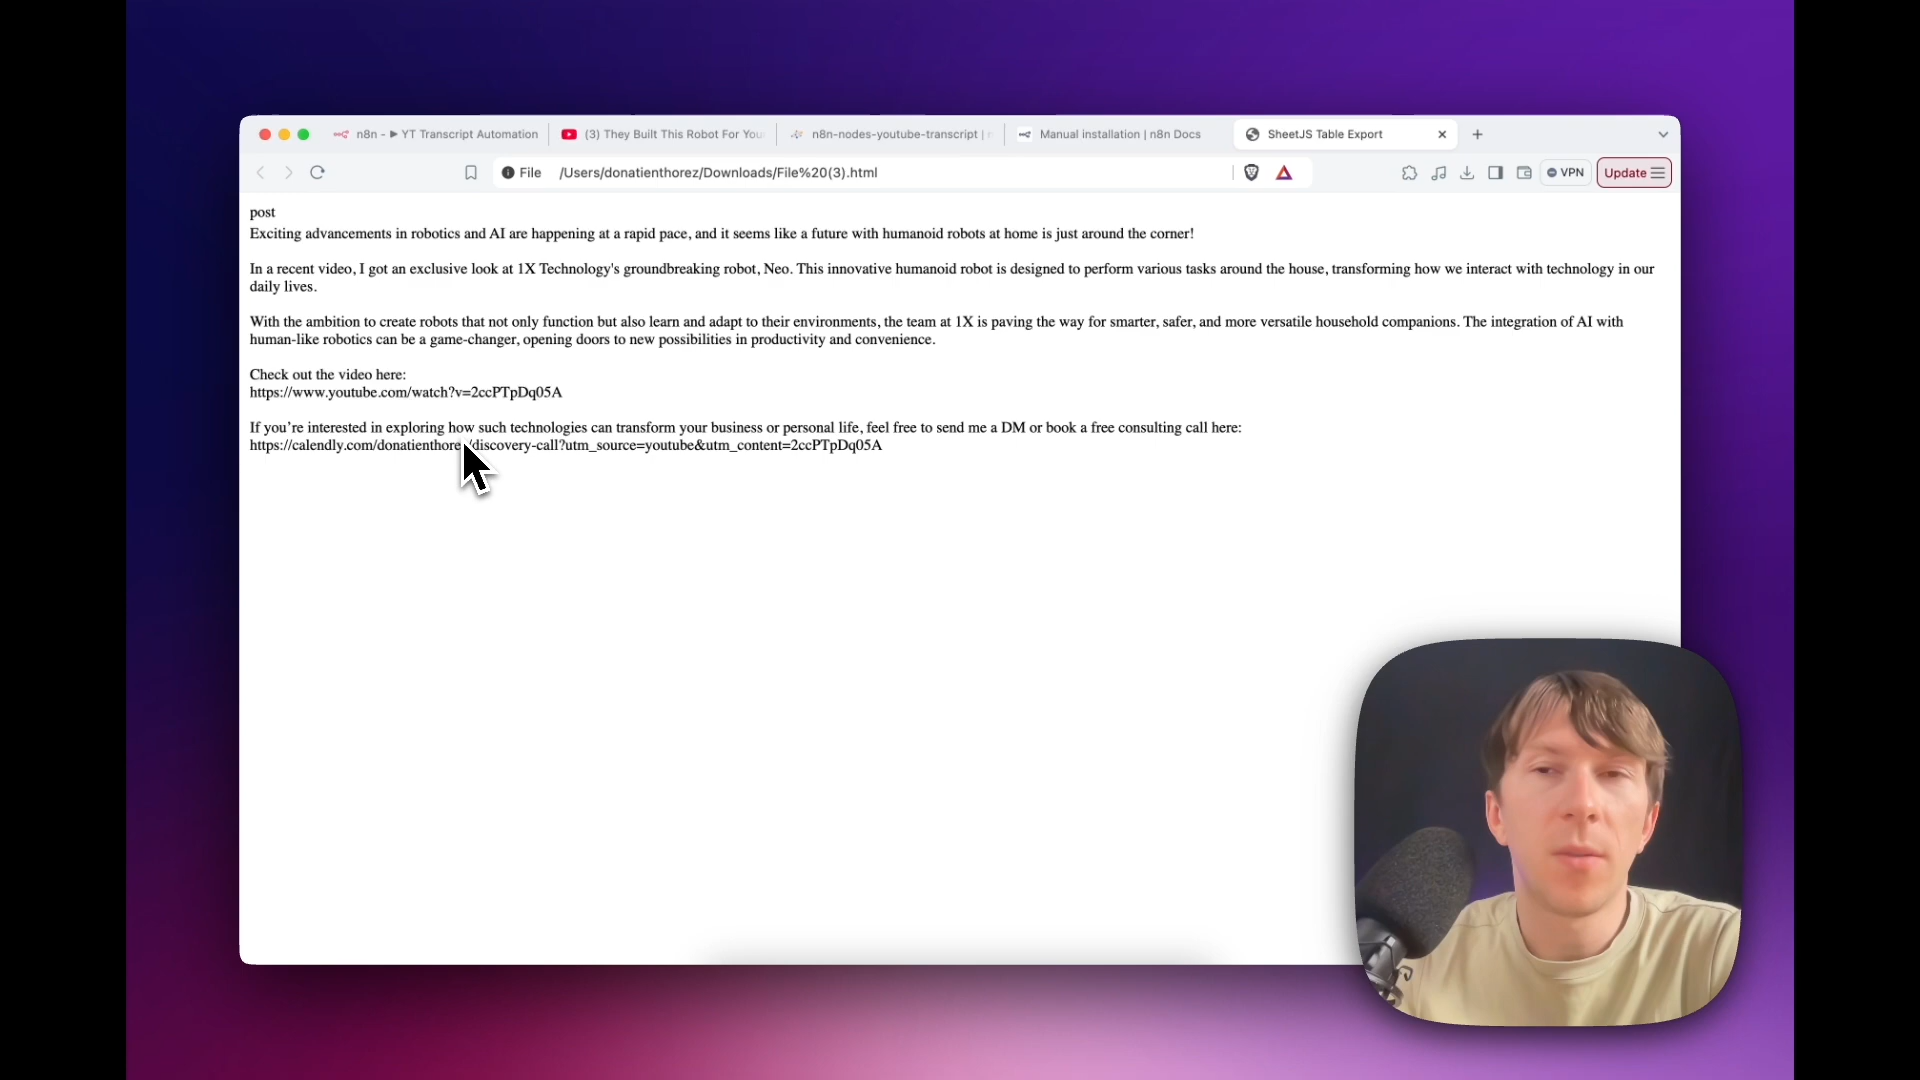 n8n - ▶ YT Transcript Automation
(3) They Built This Robot For You
n8n-nodes-youtube-transcript |
Manual installation | n8n Docs
SheetJS Table Export
File /Users/donatienthorez/Downloads/File%20(3).html
VPN
Update
post
Exciting advancements in robotics and AI are happening at a rapid pace, and it seems like a future with humanoid robots at home is just around the corner!
In a recent video, I got an exclusive look at 1X Technology's groundbreaking robot, Neo. This innovative humanoid robot is designed to perform various tasks around the house, transforming how we interact with technology in our
daily lives.
With the ambition to create robots that not only function but also learn and adapt to their environments, the team at 1X is paving the way for smarter, safer, and more versatile household companions. The integration of AI with
human-like robotics can be a game-changer, opening doors to new possibilities in productivity and convenience.
Check out the video here:
https://www.youtube.com/watch?v=2ccPTpDq05A
If you’re interested in exploring how such technologies can transform your business or personal life, feel free to send me a DM or book a free consulting call here:
https://calendly.com/donatienthore/discovery-call?utm_source=youtube&utm_content=2ccPTpDq05A